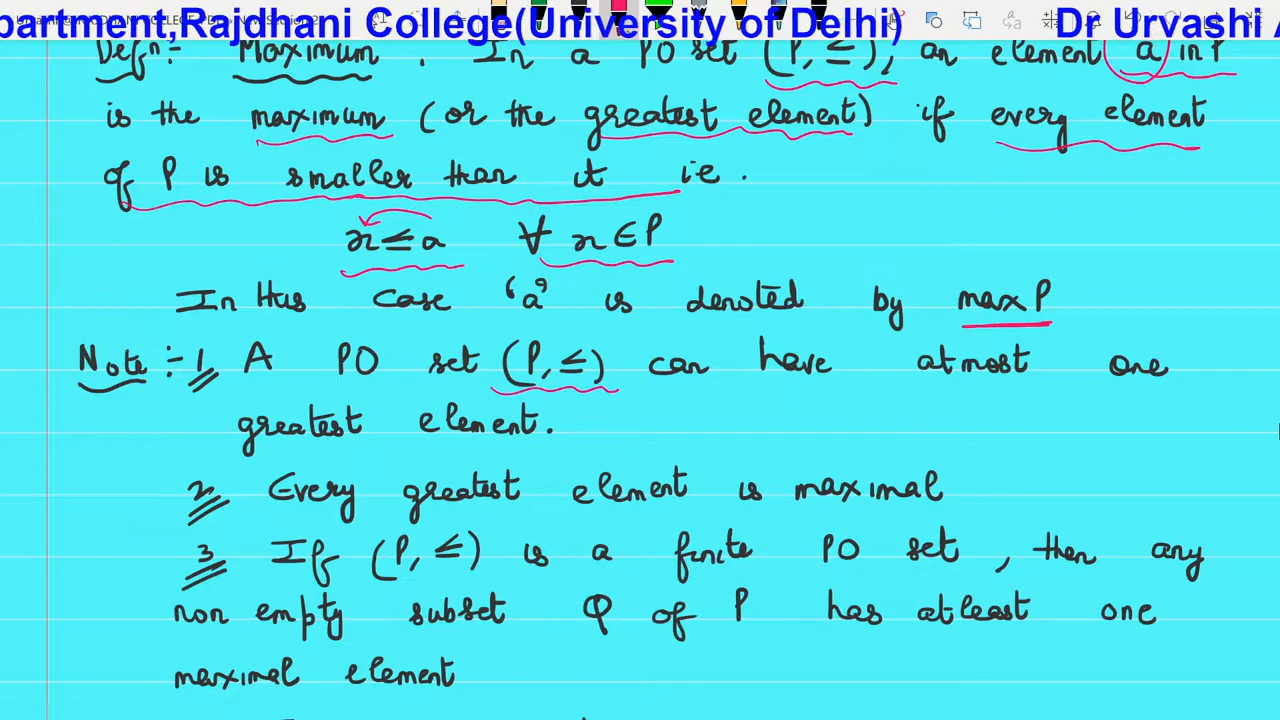 partment,Rajdhani College(University of Delhi) Dr Urvashi A
Defⁿ:- Maximum. In a PO set (P, ≤), an element a in P
is the maximum (or the greatest element) if every element
of P is smaller than it ie.
x ≤ a ∀ x ∈ P
In this case 'a' is denoted by max P
Note :- 1, A PO set (P, ≤) can have atmost one
greatest element.
2 Every greatest element is maximal
3 If (P, ≤) is a finite PO set, then any
non empty subset Q of P has atleast one
maximal element